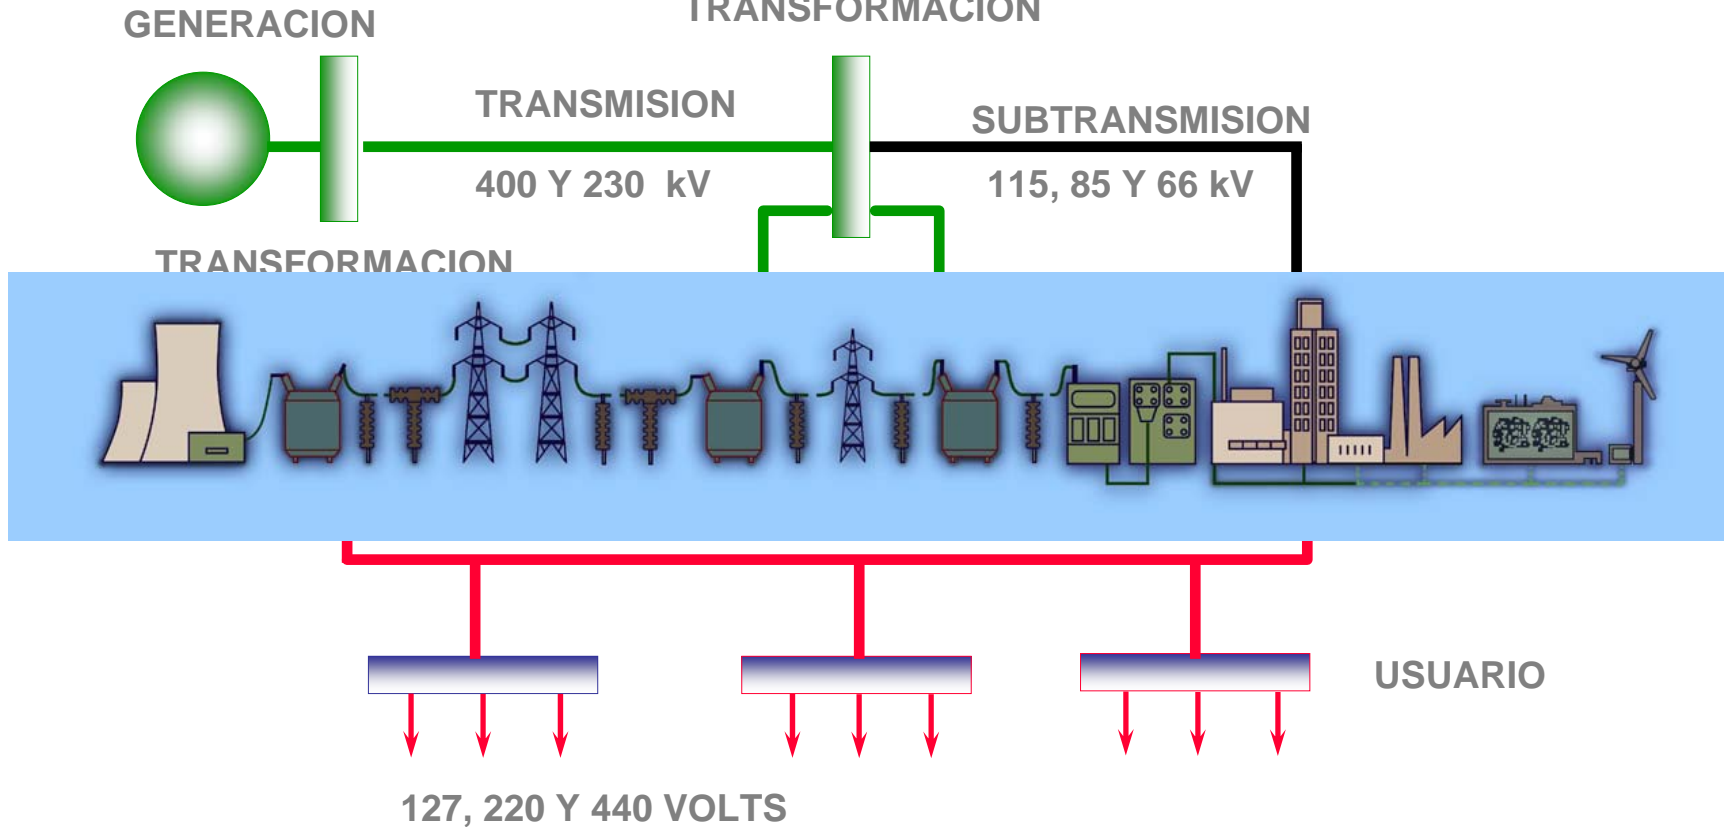 GENERACION
TRANSFORMACION
TRANSMISION
SUBTRANSMISION
400 Y 230 kV
115, 85 Y 66 kV
TRANSFORMACION
USUARIO
127, 220 Y 440 VOLTS